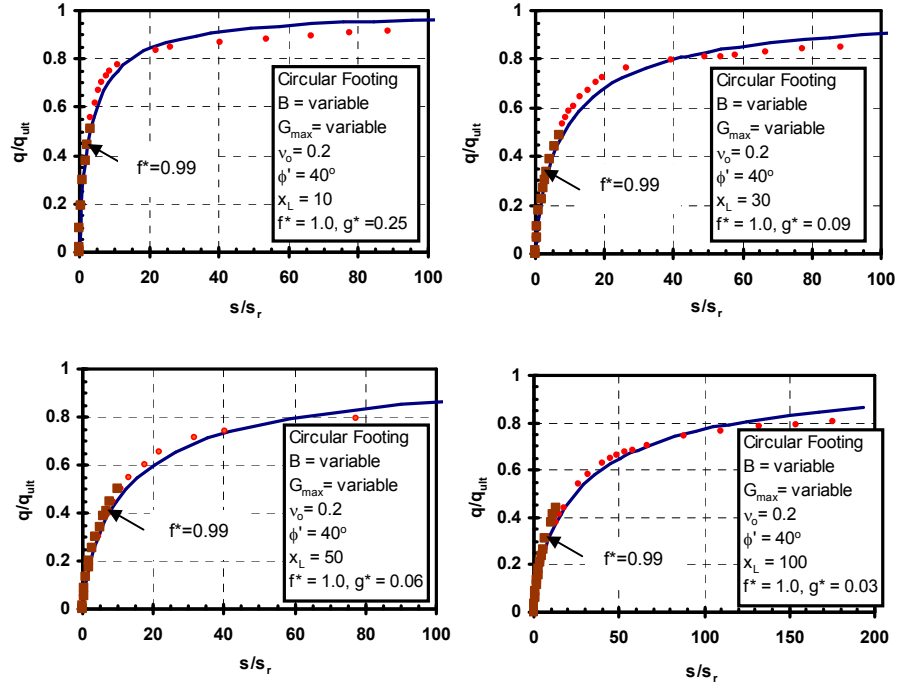 1
0.8
0.6
0.4
0.2
0
q/qult
0 20 40 60 80 100
s/sr
f*=0.99
Circular Footing
B = variable
Gmax= variable
νo= 0.2
ϕ' = 40o
xL = 10
f* = 1.0, g* =0.25
1
0.8
0.6
0.4
0.2
0
q/qult
0 20 40 60 80 100
s/sr
f*=0.99
Circular Footing
B = variable
Gmax= variable
νo= 0.2
ϕ' = 40o
xL = 30
f* = 1.0, g* = 0.09
1
0.8
0.6
0.4
0.2
0
q/qult
0 20 40 60 80 100
s/sr
f*=0.99
Circular Footing
B = variable
Gmax= variable
νo= 0.2
ϕ' = 40o
xL = 50
f* = 1.0, g* = 0.06
1
0.8
0.6
0.4
0.2
0
q/qult
0 50 100 150 200
s/sr
f*=0.99
Circular Footing
B = variable
Gmax= variable
νo= 0.2
ϕ' = 40o
xL = 100
f* = 1.0, g* = 0.03